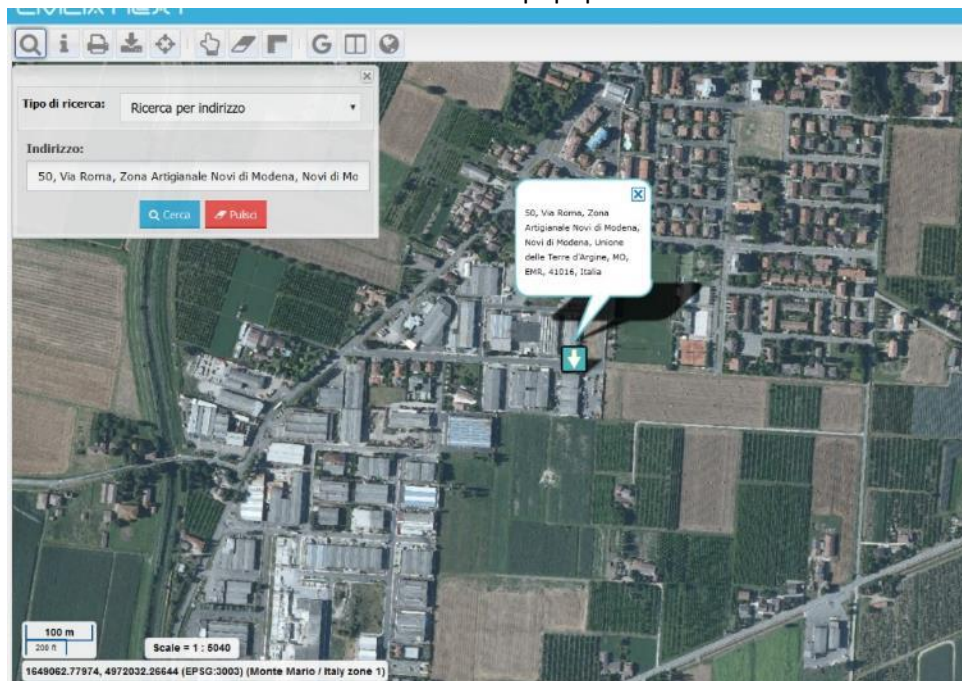 G
Tipo di ricerca: Ricerca per indirizzo
Indirizzo:
50, Via Roma, Zona Artigianale Novi di Modena, Novi di Mo
Cerca Pulisci
50, Via Roma, Zona
Artigianale Novi di Modena,
Novi di Modena, Unione
delle Terre d'Argine, MO,
EMR, 41016, Italia
100 m
200 ft
Scale = 1 : 5040
1649062.77974, 4972032.26644 (EPSG:3003) (Monte Mario / Italy zone 1)